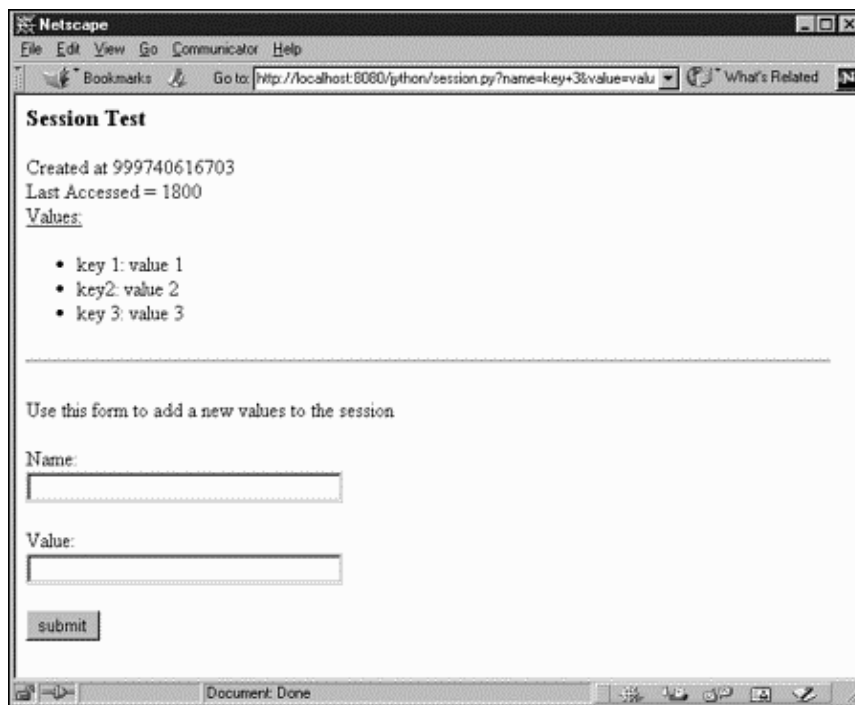 Netscape
File Edit View Go Communicator Help
Bookmarks Go to: http://localhost:8080/jython/session.py?name=key+3&value=valu What's Related N
Session Test
Created at 999740616703
Last Accessed = 1800
Values:
key 1: value 1
key2: value 2
key 3: value 3
Use this form to add a new values to the session
Name:
Value:
submit
Document: Done